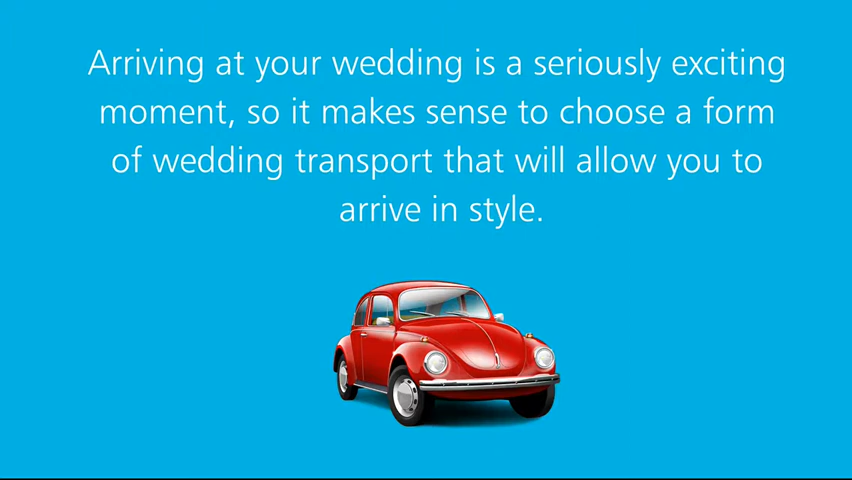 Arriving at your wedding is a seriously exciting
moment, so it makes sense to choose a form
of wedding transport that will allow you to
arrive in style.